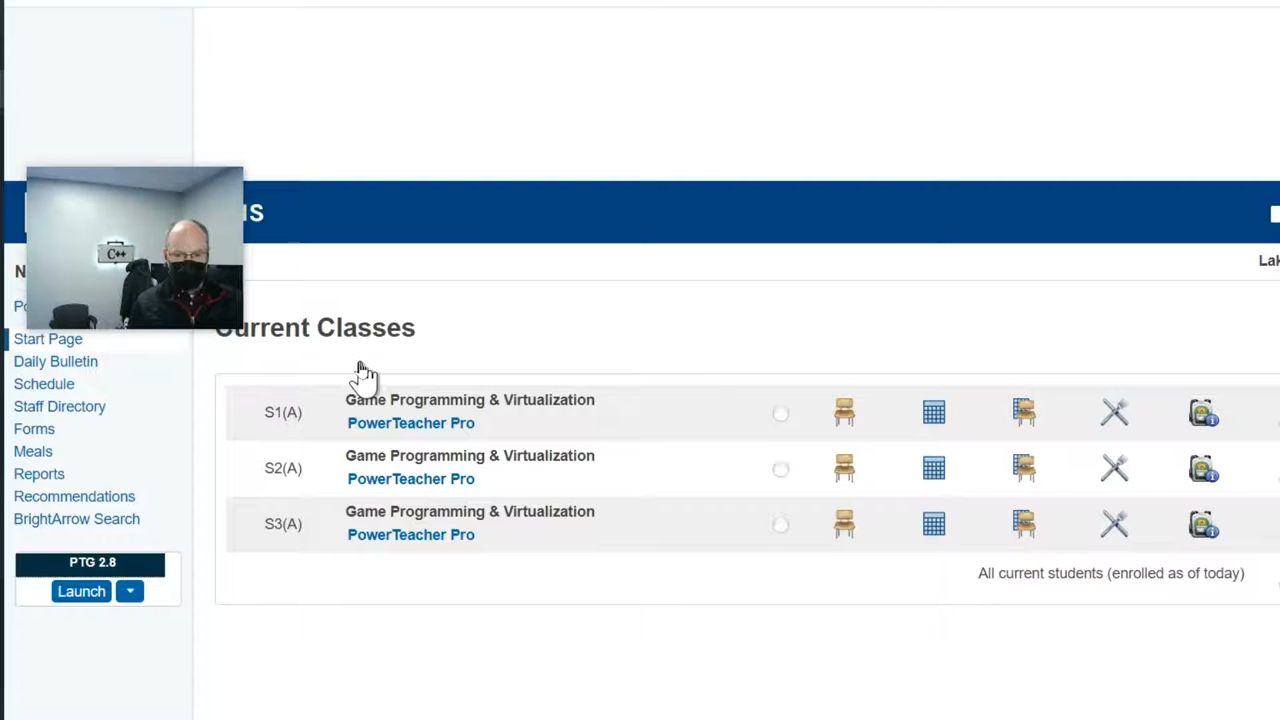 C++
Start Page
Daily Bulletin
Schedule
Staff Directory
Forms
Meals
Reports
Recommendations
BrightArrow Search
PTG 2.8
Launch
Current Classes
S1(A) Game Programming & Virtualization
PowerTeacher Pro
S2(A) Game Programming & Virtualization
PowerTeacher Pro
S3(A) Game Programming & Virtualization
PowerTeacher Pro
All current students (enrolled as of today)